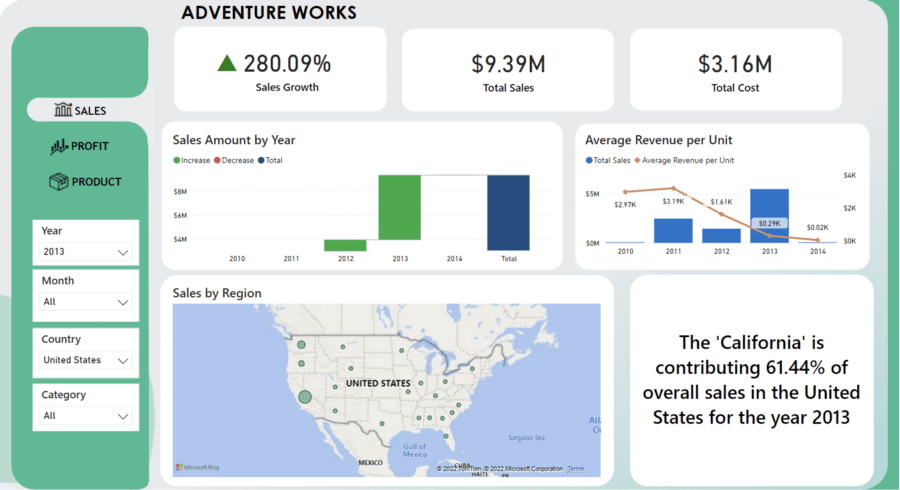 ADVENTURE WORKS
SALES
PROFIT
PRODUCT
Year
2013
Month
All
Country
United States
Category
All
280.09%
Sales Growth
$9.39M
Total Sales
$3.16M
Total Cost
Sales Amount by Year
Increase Decrease Total
$8M
$6M
$4M
2010 2011 2012 2013 2014 Total
Average Revenue per Unit
Total Sales Average Revenue per Unit
$5M
$0M
$4K
$2K
$0K
$2.97K
$3.19K
$1.61K
$0.29K
$0.02K
2010 2011 2012 2013 2014
Sales by Region
UNITED STATES
MEXICO
Gulf of
Mexico
Sargasso Sea
CUBA
HAITI
PR
Microsoft Bing
© 2022 TomTom, © 2022 Microsoft Corporation Terms
The 'California' is
contributing 61.44% of
overall sales in the United
States for the year 2013